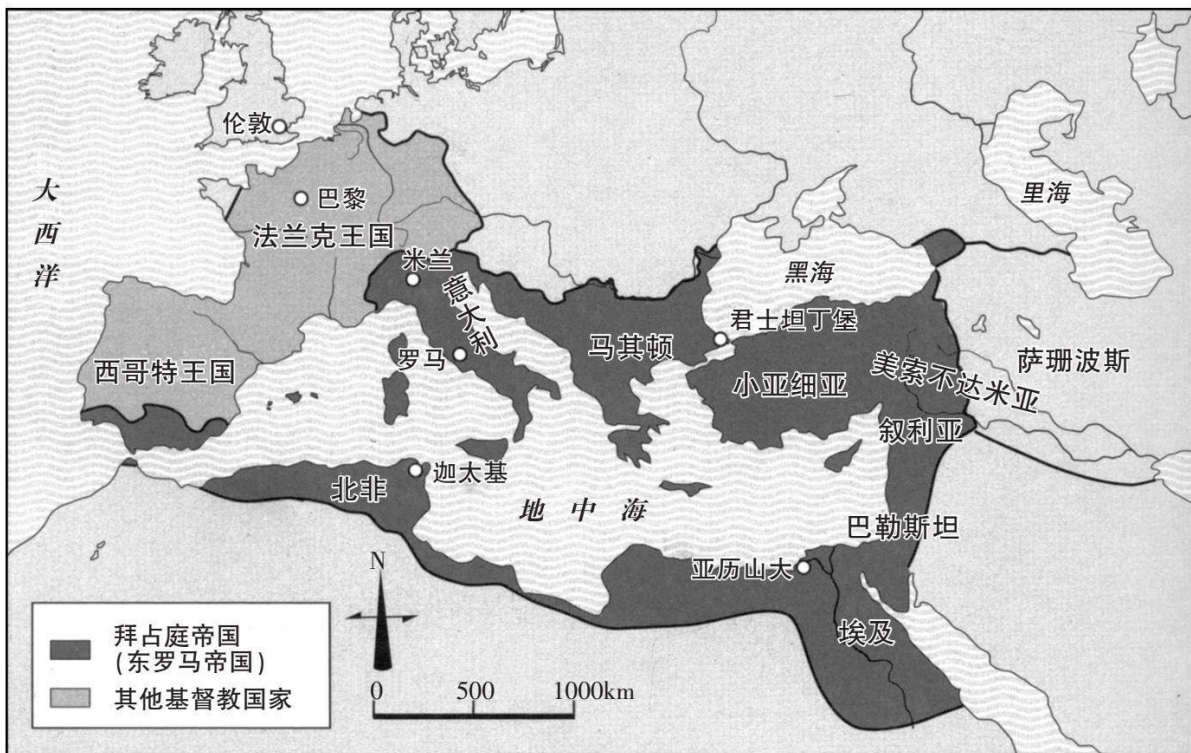 伦敦
大西洋
巴黎
法兰克王国
米兰
意大利
罗马
西哥特王国
马其顿
君士坦丁堡
黑海
里海
小亚细亚
美索不达米亚
萨珊波斯
叙利亚
迦太基
北非
地中海
巴勒斯坦
亚历山大
埃及
N
0 500 1000km
拜占庭帝国
(东罗马帝国)
其他基督教国家